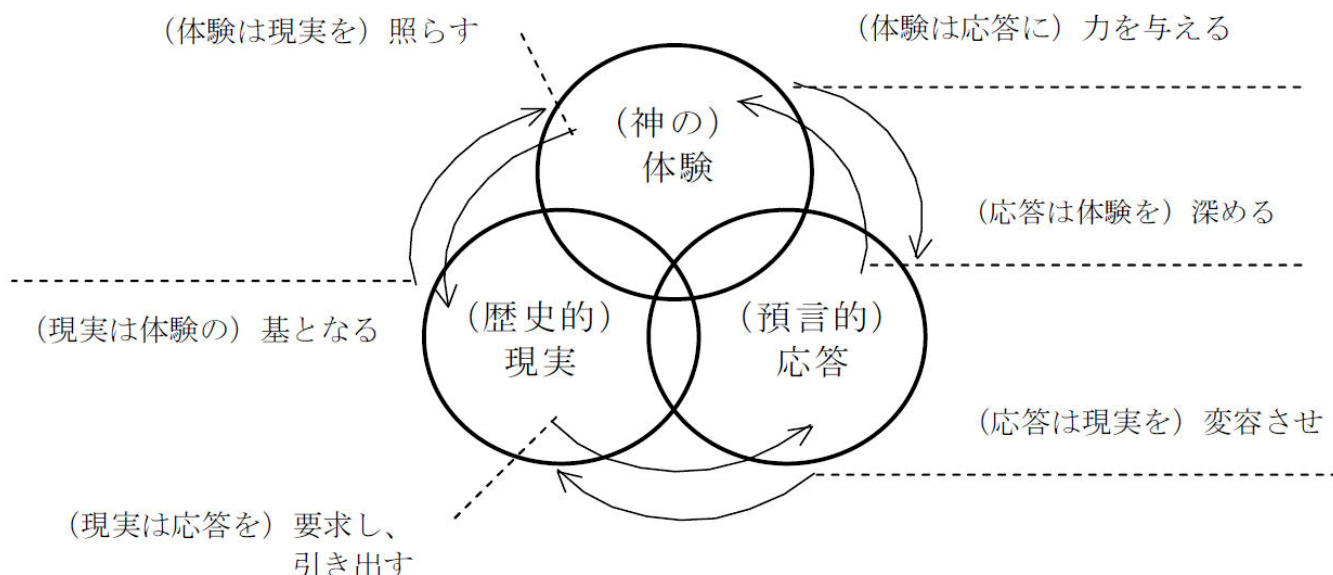 （体験は現実を）照らす
（体験は応答に）力を与える
（神の）
体験
（応答は体験を）深める
（現実は体験の）基となる
（歴史的）
現実
（預言的）
応答
（応答は現実を）変容させ
（現実は応答を）要求し、
引き出す